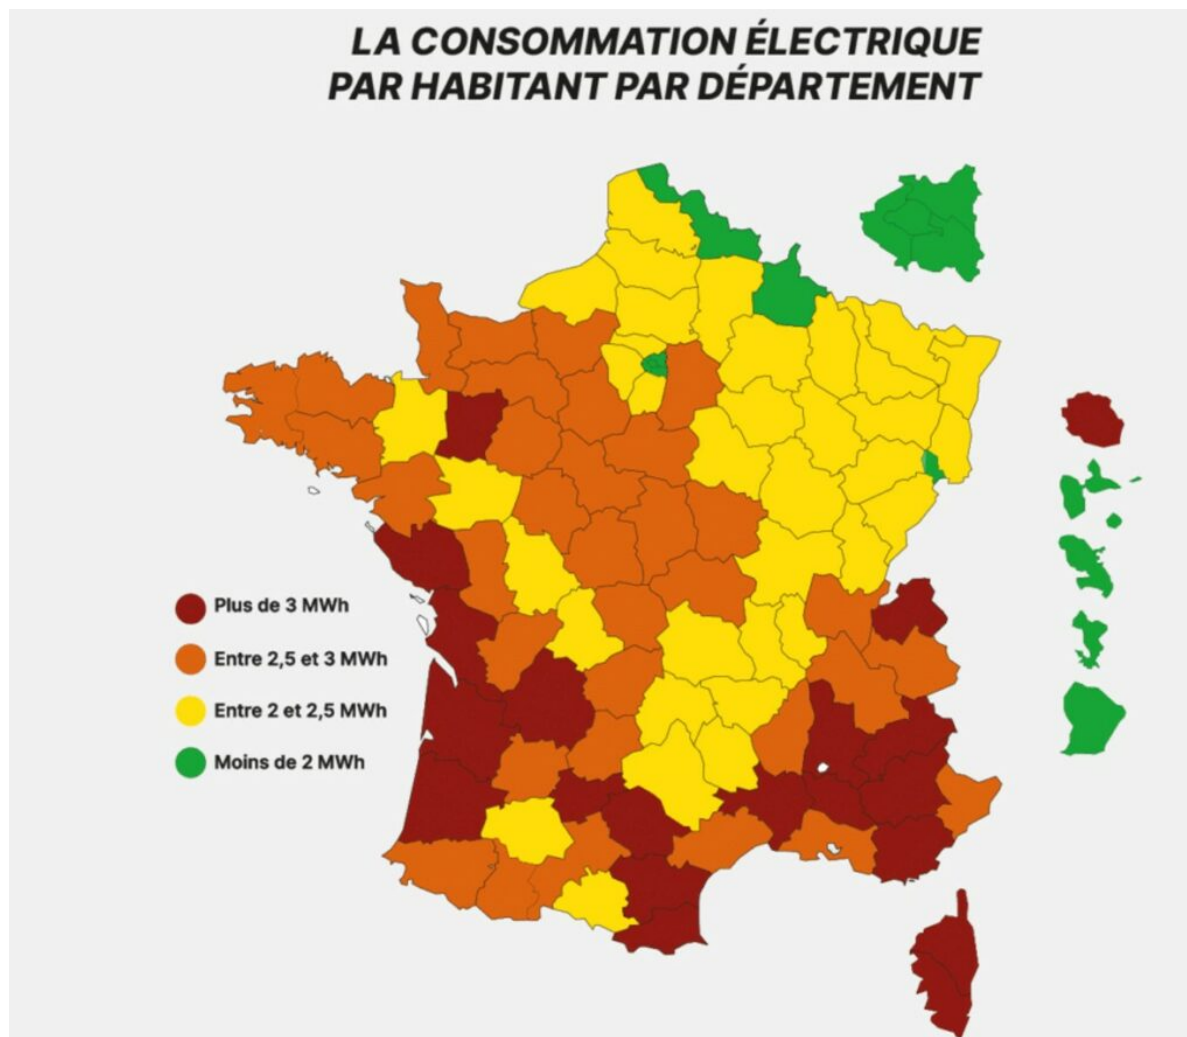 LA CONSOMMATION ÉLECTRIQUE
PAR HABITANT PAR DÉPARTEMENT
Plus de 3 MWh
Entre 2,5 et 3 MWh
Entre 2 et 2,5 MWh
Moins de 2 MWh